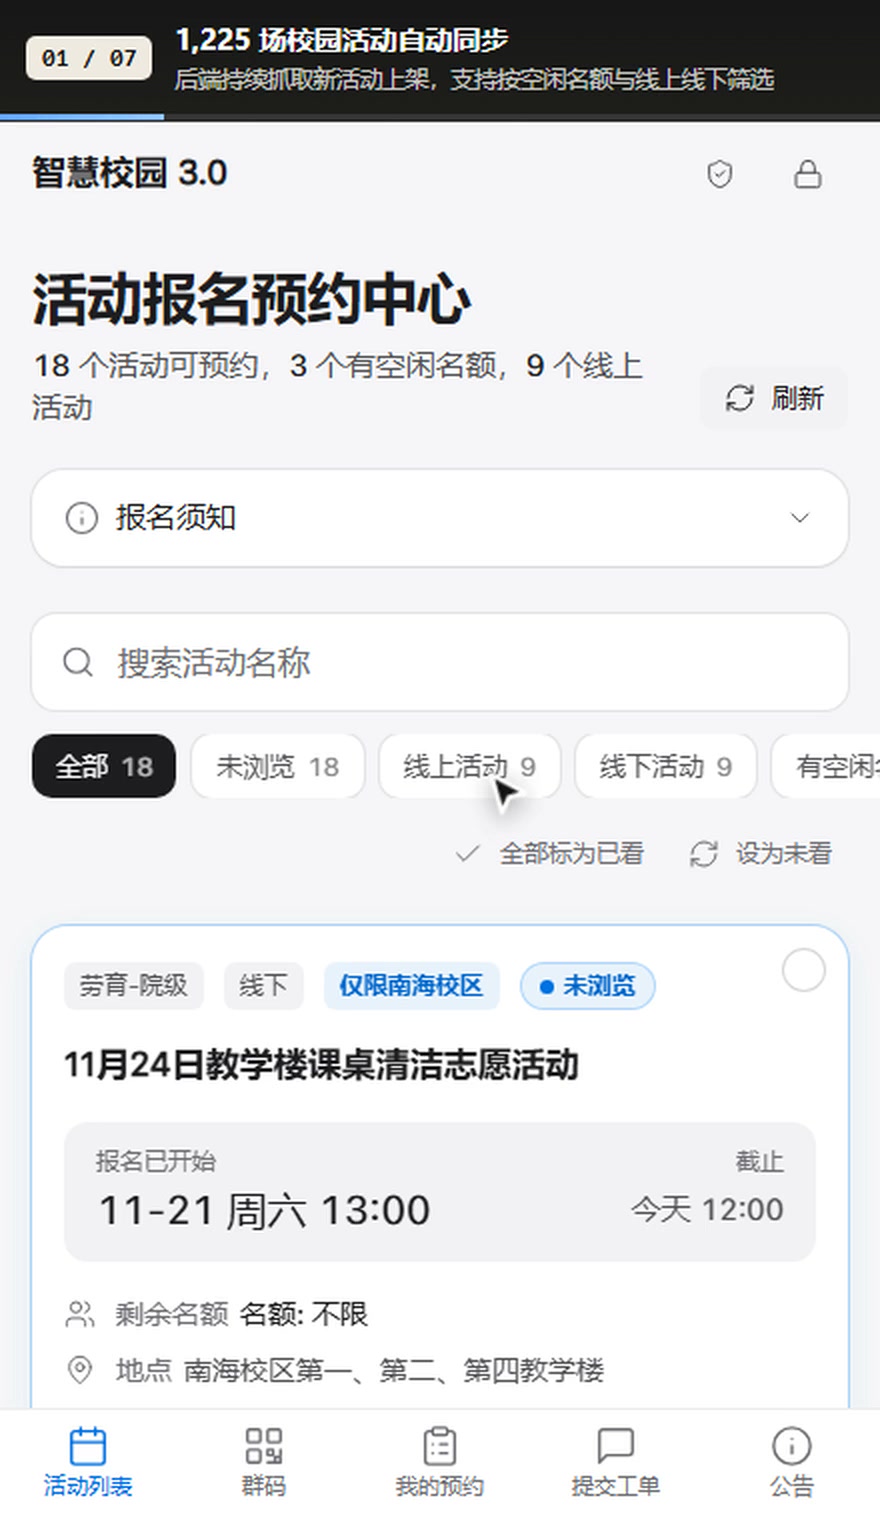 01 / 07
1,225 场校园活动自动同步
后端持续抓取新活动上架，支持按空闲名额与线上线下筛选
智慧校园 3.0
活动报名预约中心
18 个活动可预约，3 个有空闲名额，9 个线上
活动
刷新
报名须知
搜索活动名称
全部 18
未浏览 18
线上活动 9
线下活动 9
有空闲
全部标为已看
设为未看
劳育-院级
线下
仅限南海校区
未浏览
11月24日教学楼课桌清洁志愿活动
报名已开始
截止
11-21 周六 13:00
今天 12:00
剩余名额 名额: 不限
地点 南海校区第一、第二、第四教学楼
活动列表
群码
我的预约
提交工单
公告